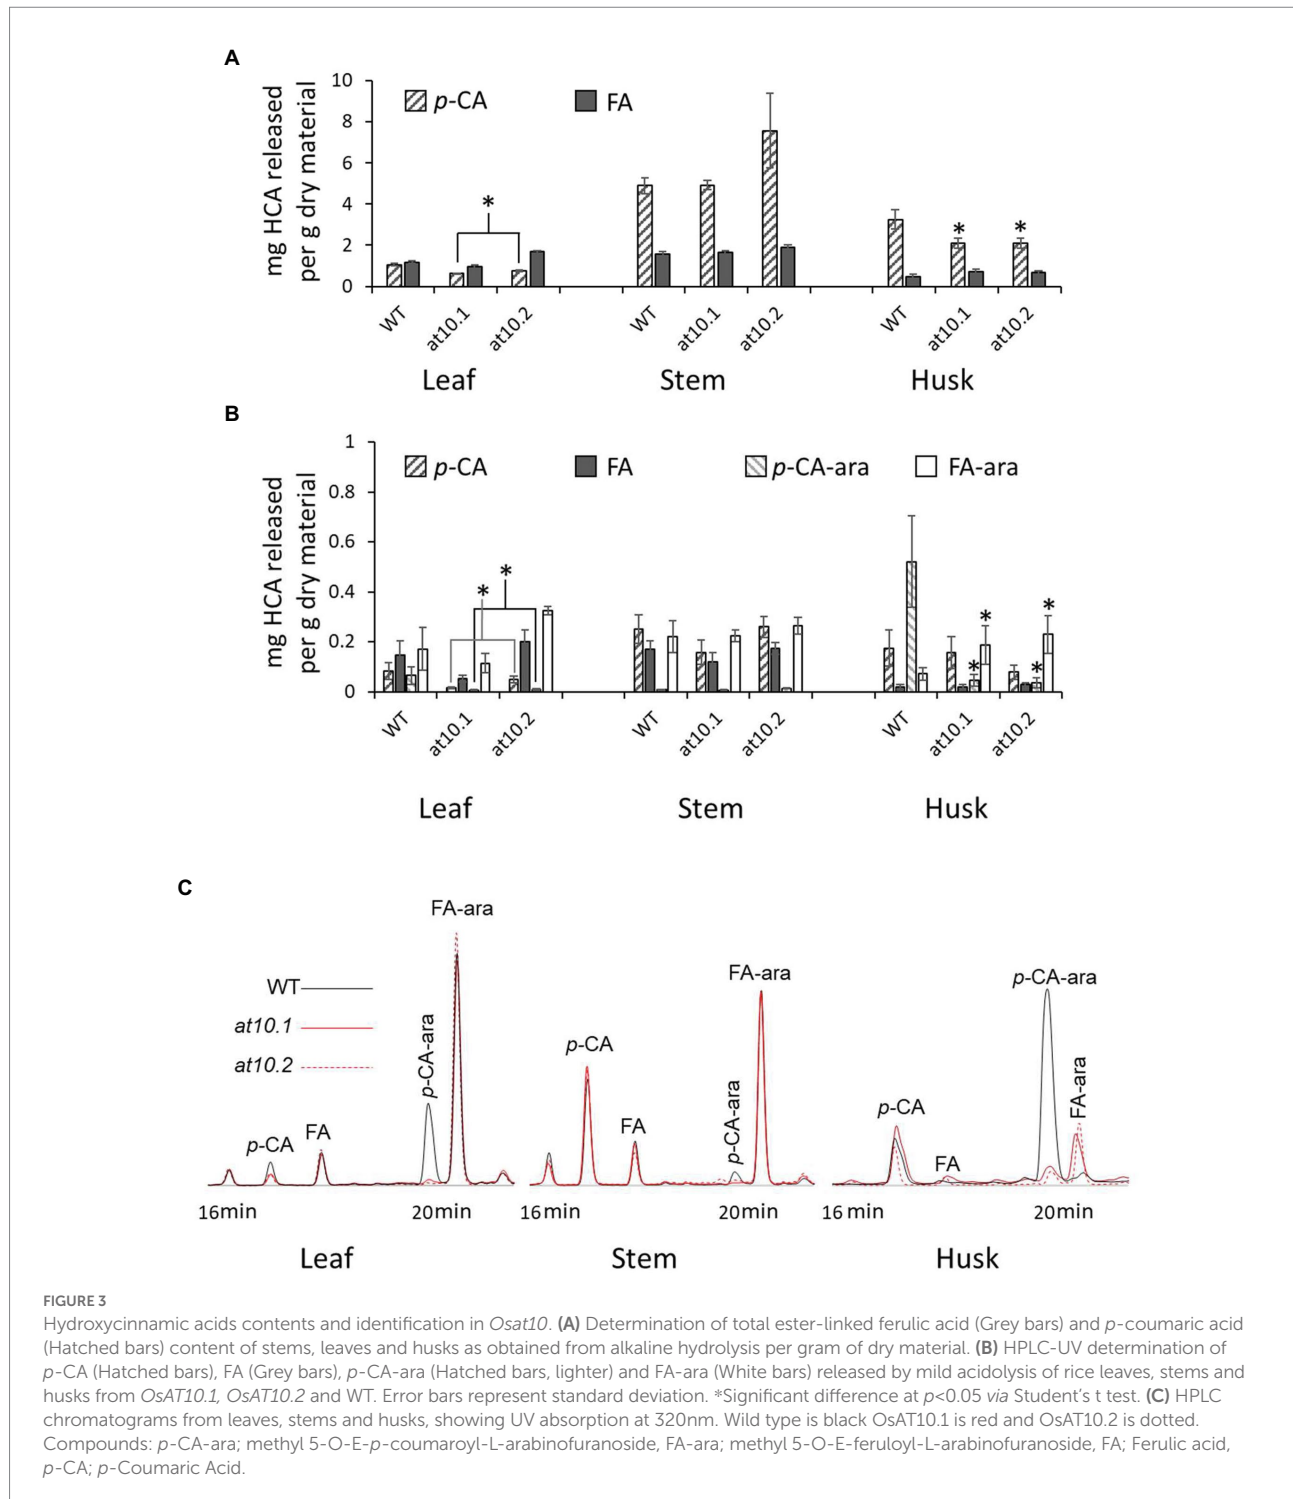 A
mg HCA released
per g dry material
10
8
6
4
2
0
p-CA
FA
*
*
*
WT
at10.1
at10.2
WT
at10.1
at10.2
WT
at10.1
at10.2
Leaf
Stem
Husk
B
mg HCA released
per g dry material
1
0.8
0.6
0.4
0.2
0
p-CA
FA
p-CA-ara
FA-ara
*
*
*
*
*
*
WT
at10.1
at10.2
WT
at10.1
at10.2
WT
at10.1
at10.2
Leaf
Stem
Husk
C
WT
at10.1
at10.2
p-CA
FA
p-CA-ara
FA-ara
16min
20min
Leaf
p-CA
FA
p-CA-ara
FA-ara
16min
20min
Stem
p-CA
FA
p-CA-ara
FA-ara
16min
20min
Husk
FIGURE 3
Hydroxycinnamic acids contents and identification in Osat10. (A) Determination of total ester-linked ferulic acid (Grey bars) and p-coumaric acid
(Hatched bars) content of stems, leaves and husks as obtained from alkaline hydrolysis per gram of dry material. (B) HPLC-UV determination of
p-CA (Hatched bars), FA (Grey bars), p-CA-ara (Hatched bars, lighter) and FA-ara (White bars) released by mild acidolysis of rice leaves, stems and
husks from OsAT10.1, OsAT10.2 and WT. Error bars represent standard deviation. *Significant difference at p<0.05 via Student's t test. (C) HPLC
chromatograms from leaves, stems and husks, showing UV absorption at 320nm. Wild type is black OsAT10.1 is red and OsAT10.2 is dotted.
Compounds: p-CA-ara; methyl 5-O-E-p-coumaroyl-L-arabinofuranoside, FA-ara; methyl 5-O-E-feruloyl-L-arabinofuranoside, FA; Ferulic acid,
p-CA; p-Coumaric Acid.